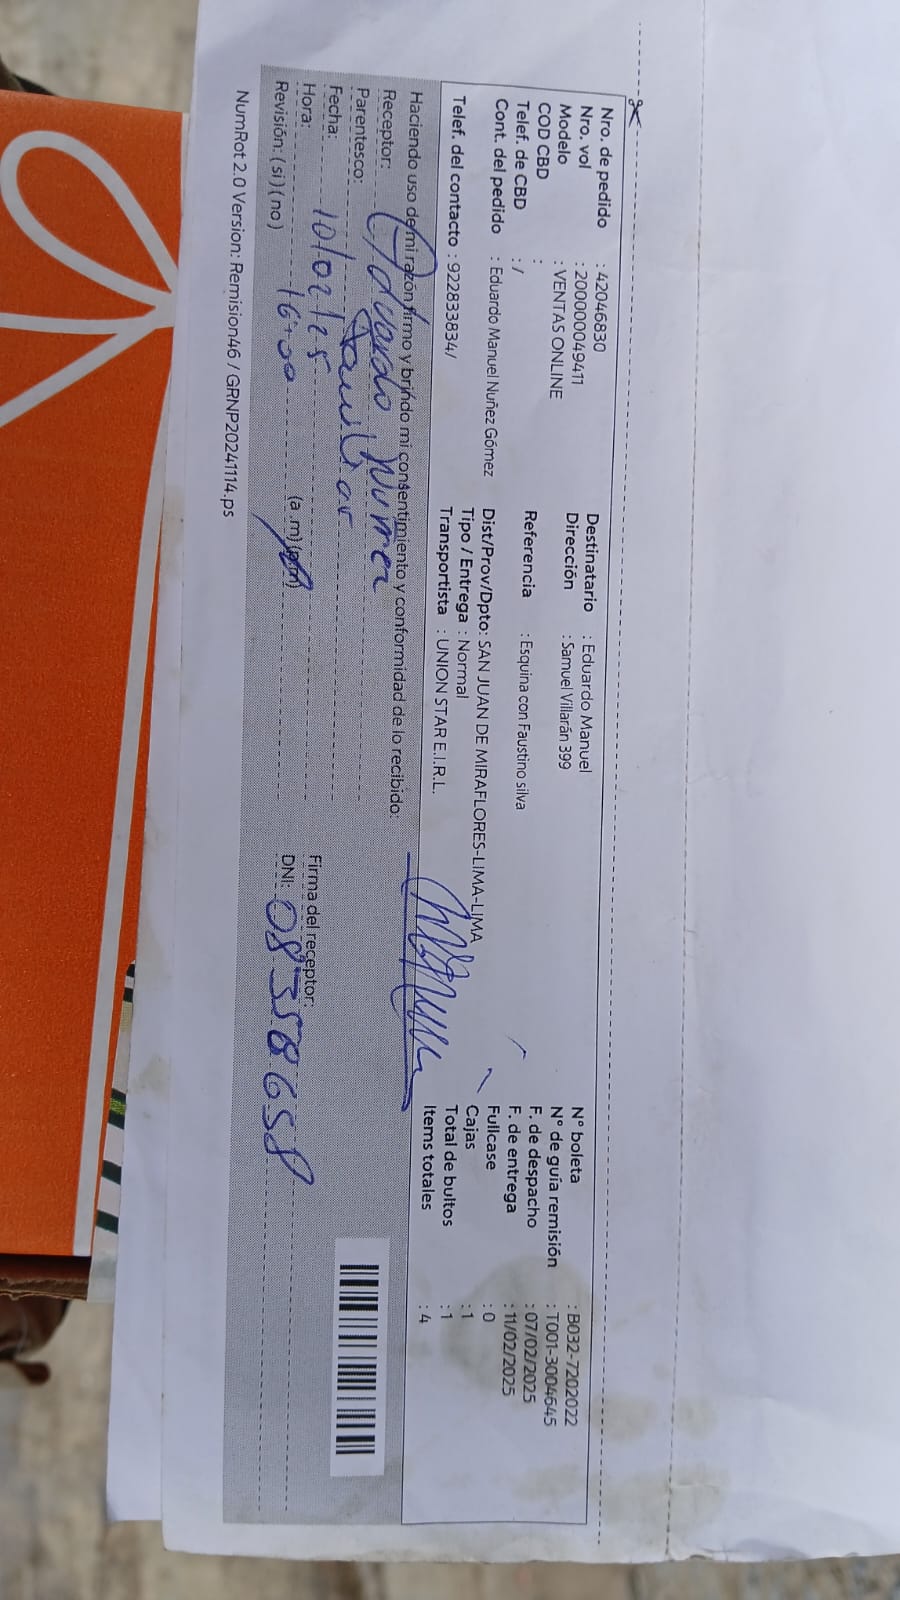 Nro. de pedido : 42046830
Nro. vol : 200000049411
Modelo : VENTAS ONLINE
COD CBD :
Telef. de CBD : /
Cont. del pedido : Eduardo Manuel Nuñez Gómez
Telef. del contacto : 922833834/
Destinatario : Eduardo Manuel
Dirección : Samuel Villarán 399
Referencia : Esquina con Faustino silva
Dist/Prov/Dpto: SAN JUAN DE MIRAFLORES-LIMA-LIMA
Tipo / Entrega : Normal
Transportista : UNION STAR E.I.R.L.
N° boleta : B032-7202022
N° de guía remisión : T001-3004645
F. de despacho : 07/02/2025
F. de entrega : 11/02/2025
Fullcase : 0
Cajas : 1
Total de bultos : 1
Items totales : 4
Haciendo uso de mi razón firmo y brindo mi consentimiento y conformidad de lo recibido:
Receptor: Eduardo Nuñez
Parentesco: Familiar
Fecha: 10/02/25
Hora: 16:00 (a .m) (p.m)
Revisión: (si) (no)
Firma del receptor:
DNI: 08358658
NumRot 2.0 Version: Remision46 / GRNP20241114.ps